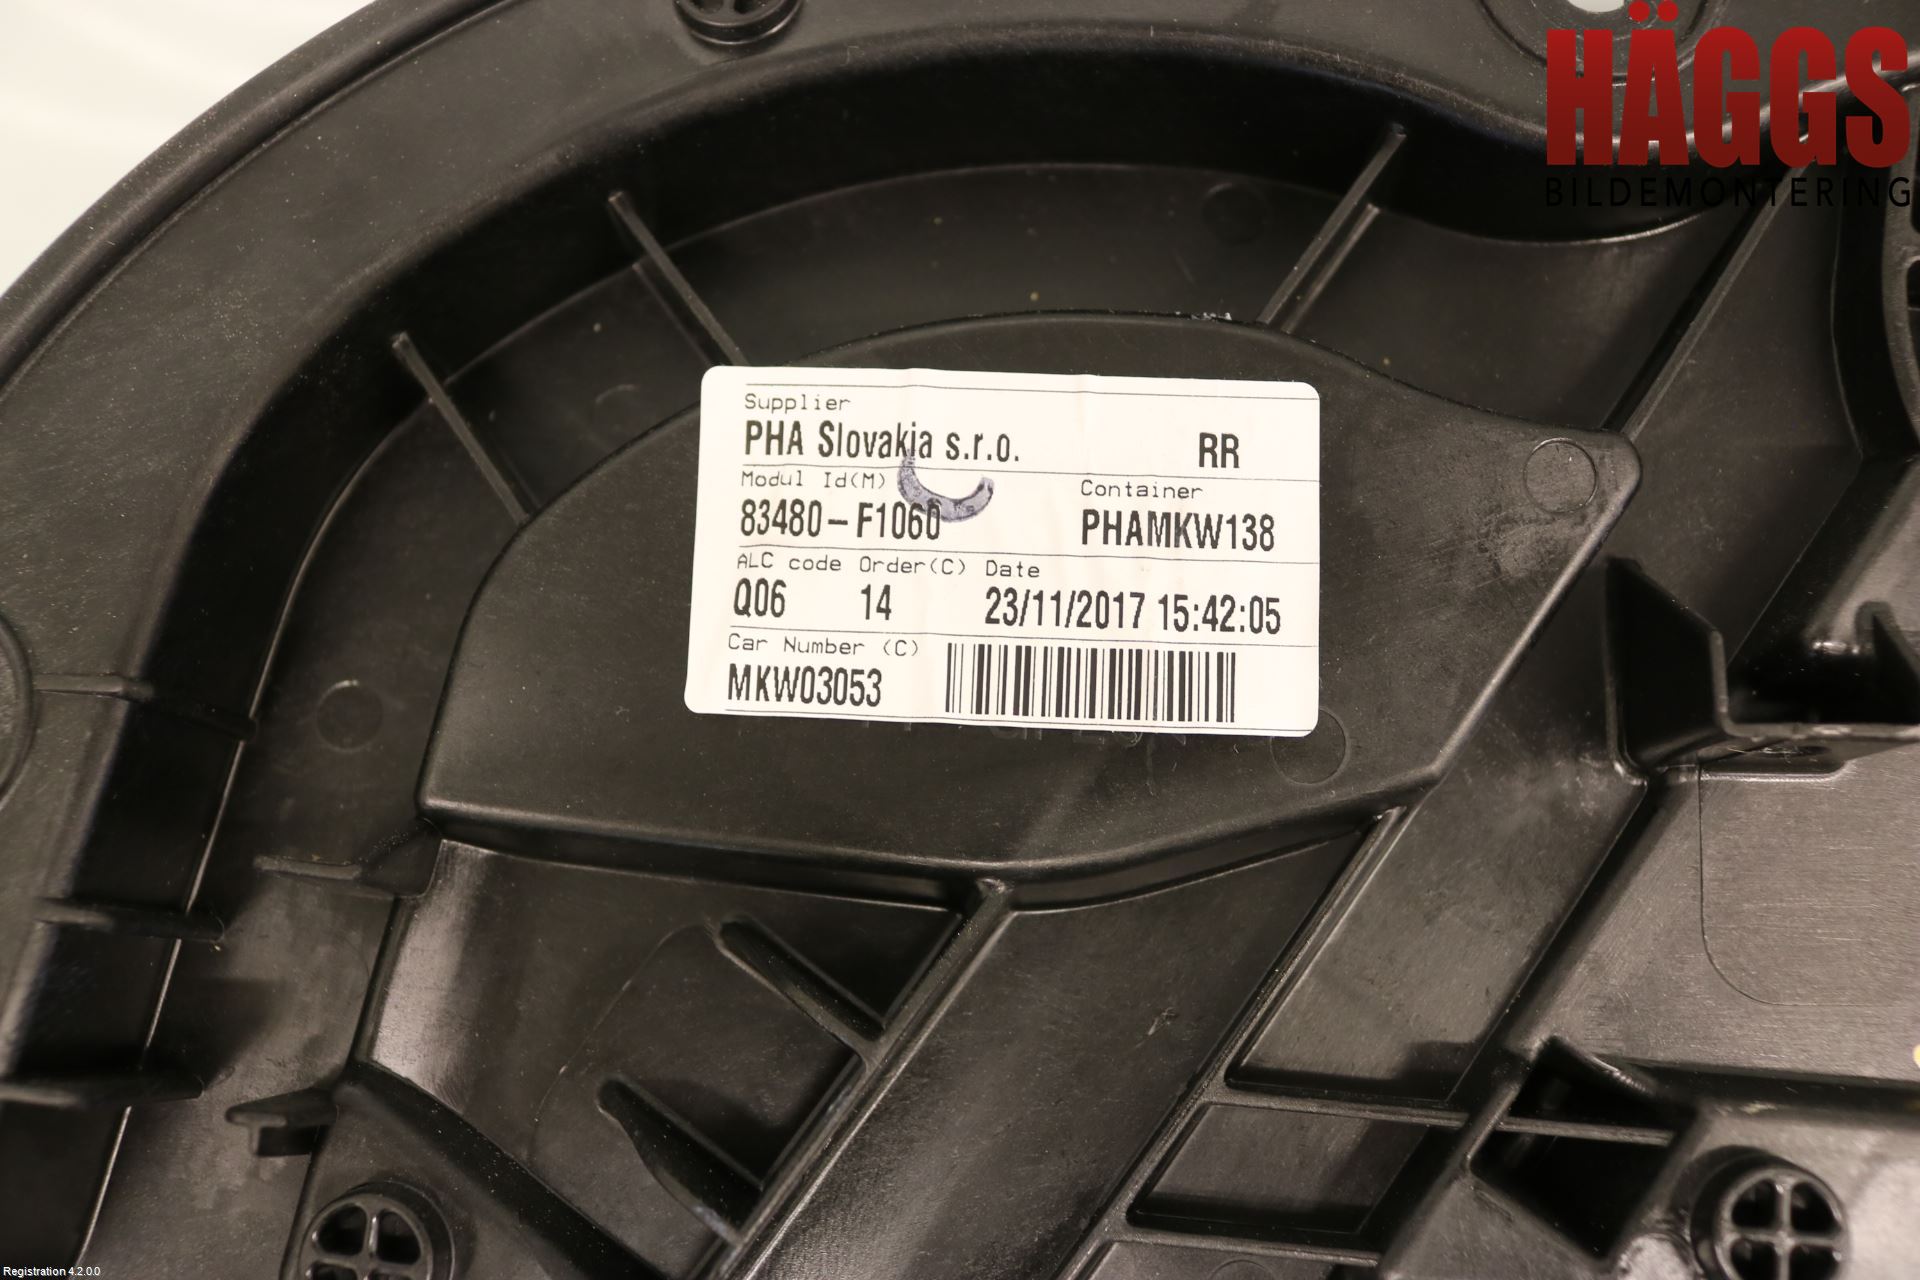 HÄGGS
BILDEMONTERING
Supplier
PHA Slovakia s.r.o. RR
Modul Id(M) Container
83480-F1060 PHAMKW138
ALC code Order(C) Date
Q06 14 23/11/2017 15:42:05
Car Number (C)
MKW03053
Registration 4.2.0.0